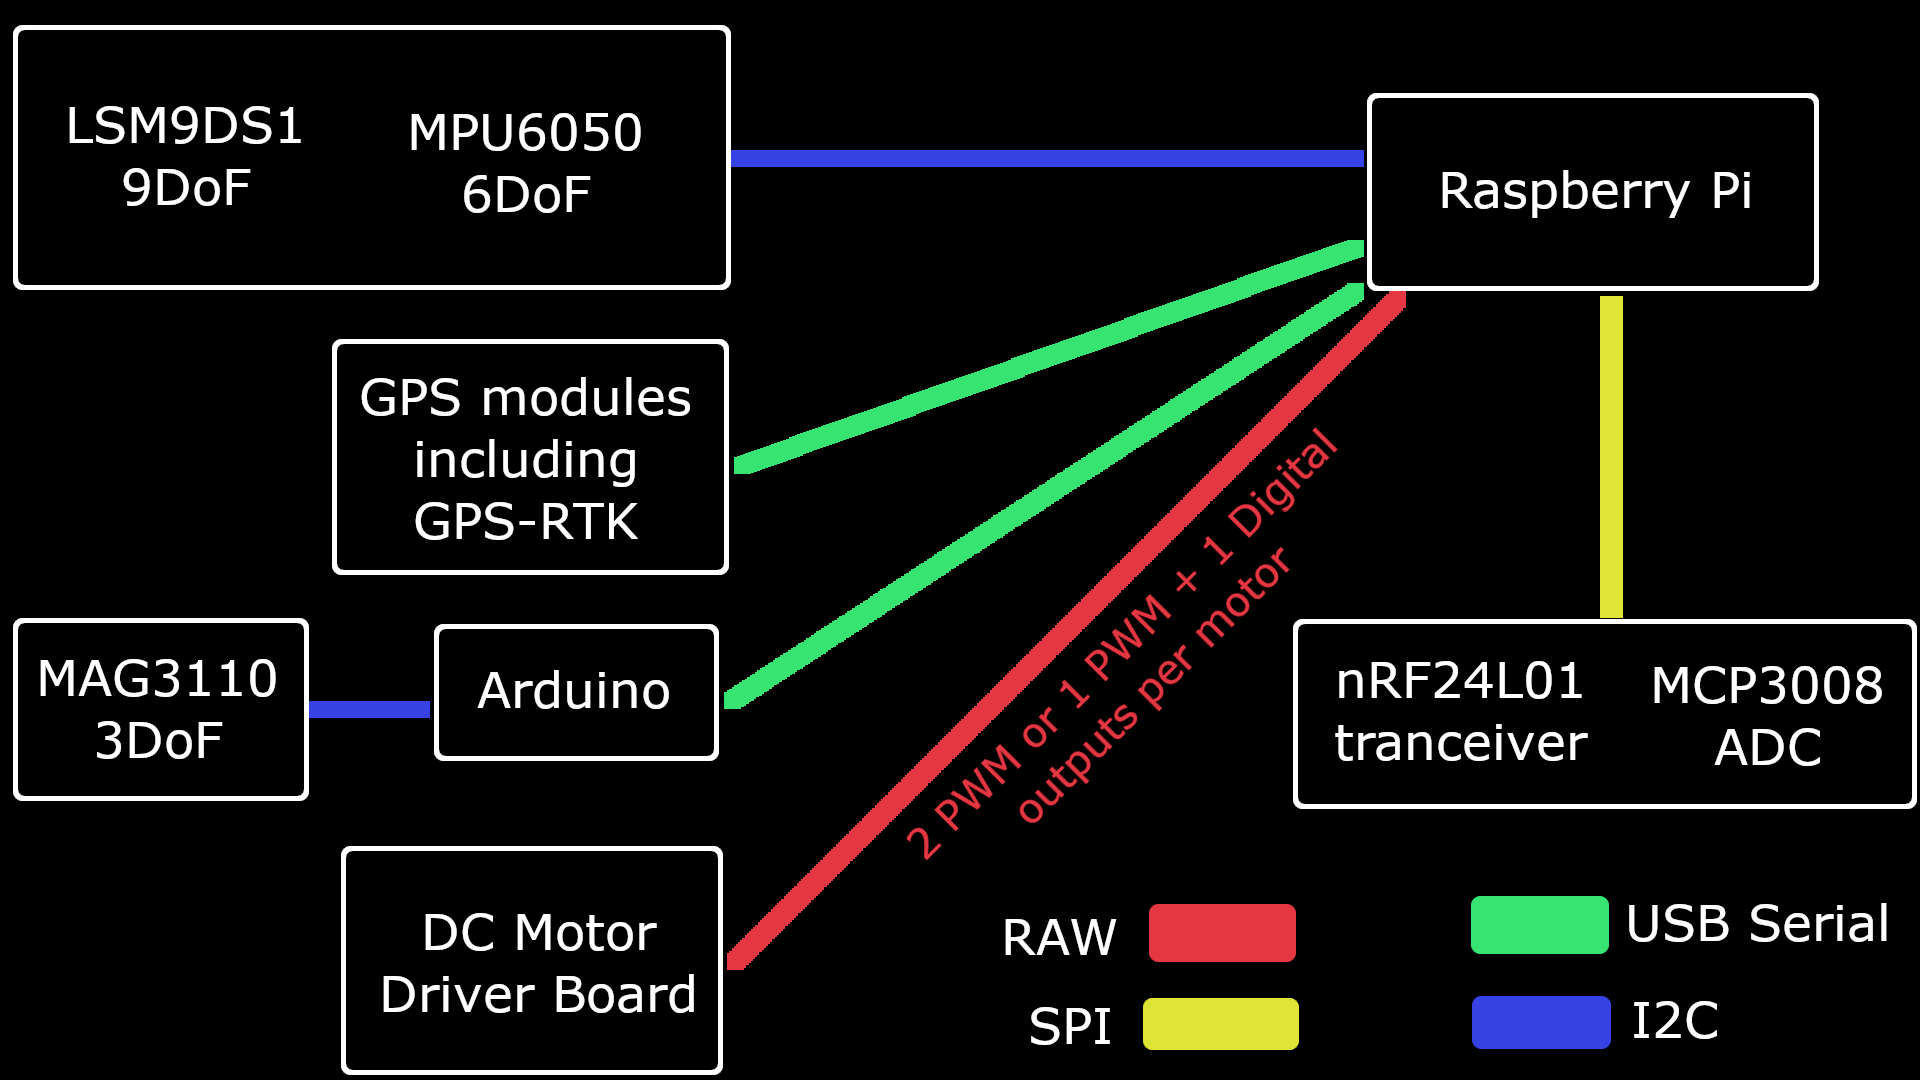 LSM9DS1
9DoF
MPU6050
6DoF
Raspberry Pi
GPS modules
including
GPS-RTK
MAG3110
3DoF
Arduino
2 PWM or 1 PWM + 1 Digital
outputs per motor
nRF24L01
tranceiver
MCP3008
ADC
DC Motor
Driver Board
RAW
USB Serial
SPI
I2C